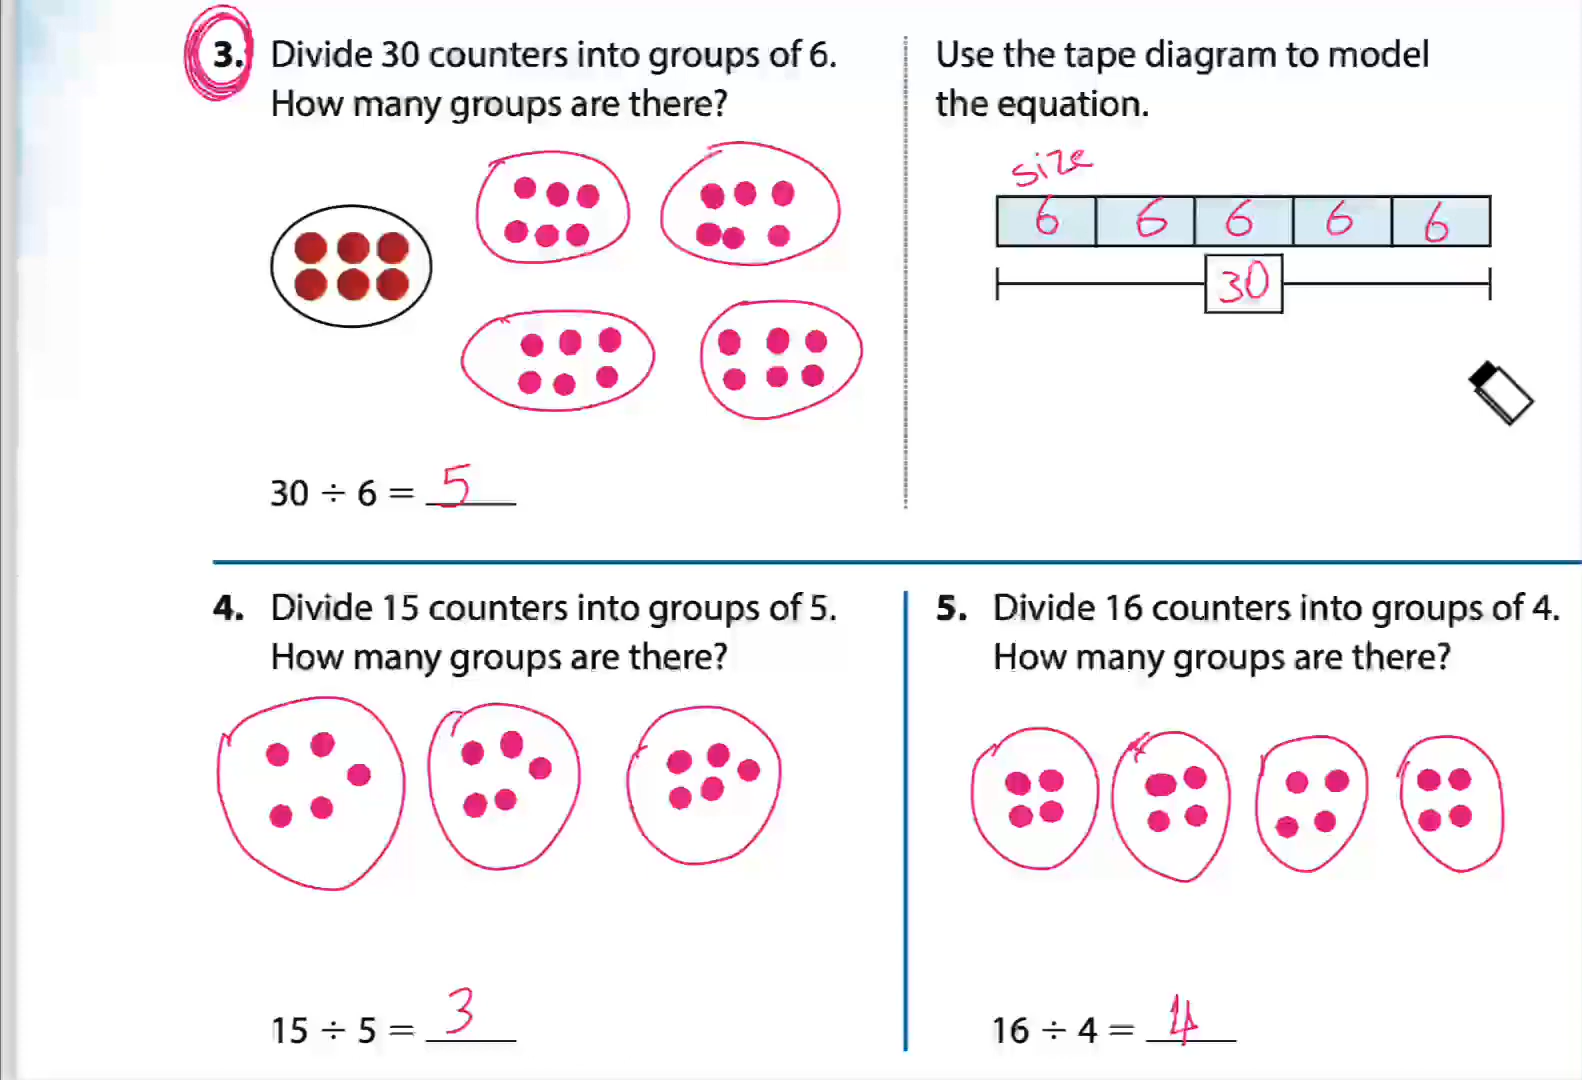 3. Divide 30 counters into groups of 6.
How many groups are there?
30 ÷ 6 = 5
Use the tape diagram to model
the equation.
size
6 6 6 6 6
30
4. Divide 15 counters into groups of 5.
How many groups are there?
15 ÷ 5 = 3
5. Divide 16 counters into groups of 4.
How many groups are there?
16 ÷ 4 = 4